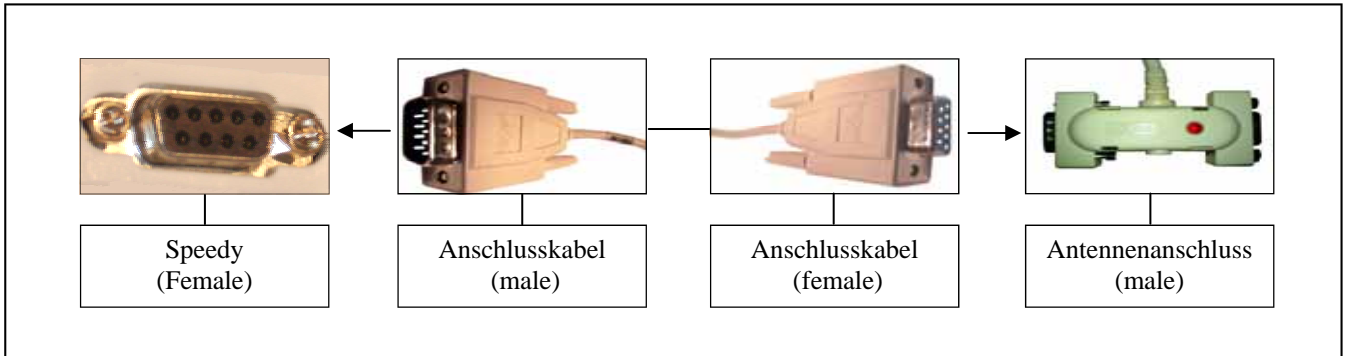 Speedy
(Female)
Anschlusskabel
(male)
Anschlusskabel
(female)
Antennenanschluss
(male)